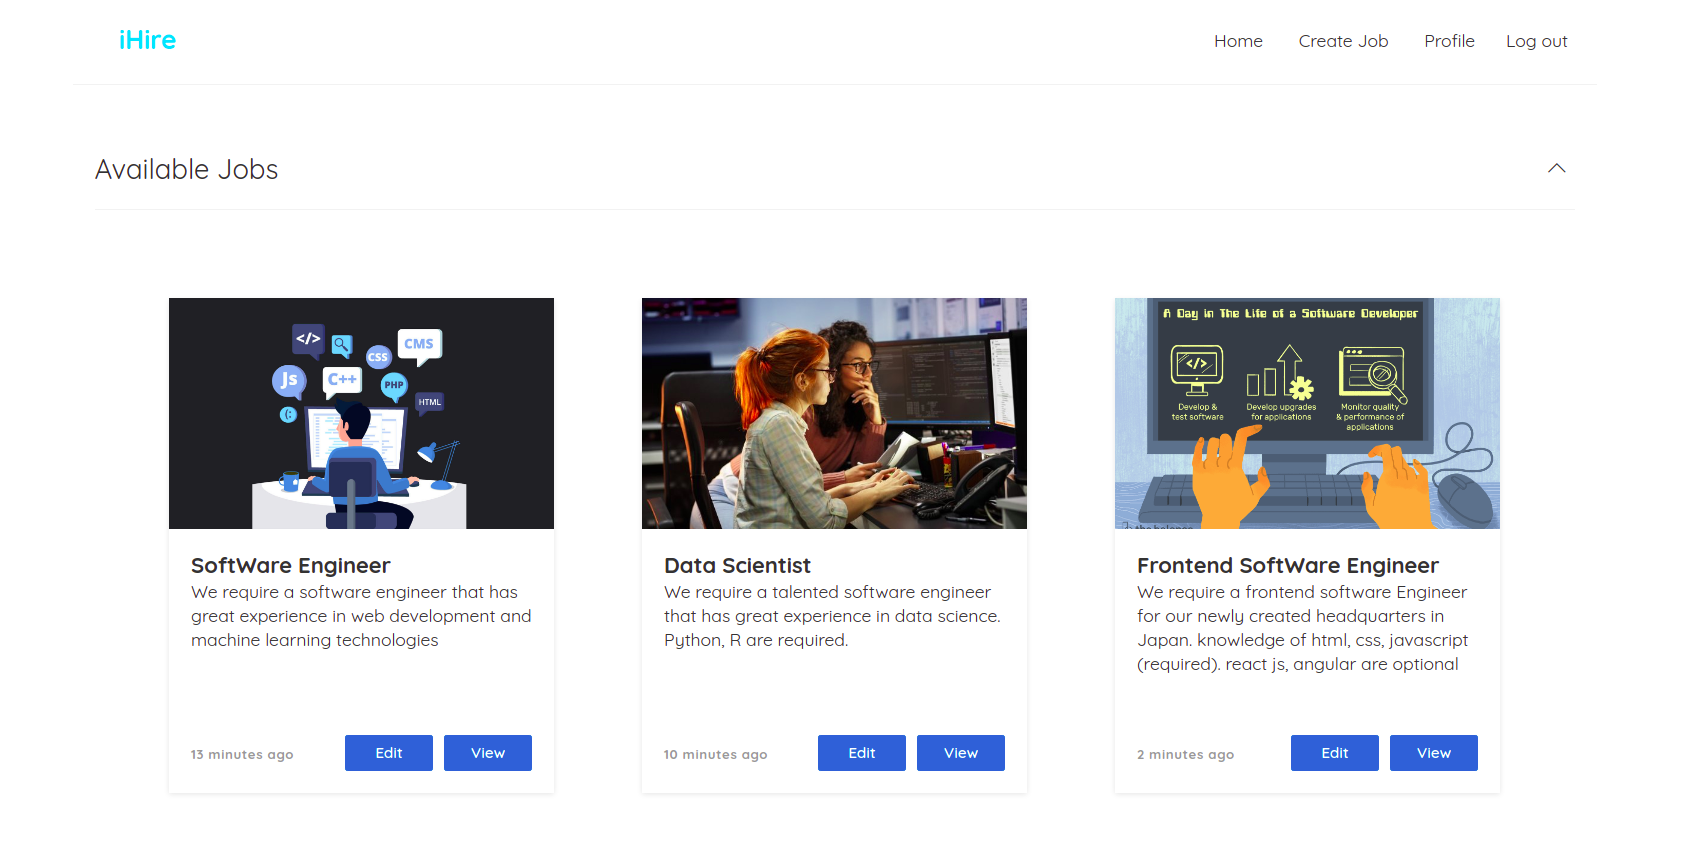 iHire
Home Create Job Profile Log out
Available Jobs
</>
CSS
CMS
Js
C++
PHP
HTML
{:
A Day in The Life of a Software Developer
</>
Develop &
test software
Develop upgrades
for applications
Monitor quality
& performance of
applications
the balance
SoftWare Engineer
We require a software engineer that has
great experience in web development and
machine learning technologies
13 minutes ago
Edit
View
Data Scientist
We require a talented software engineer
that has great experience in data science.
Python, R are required.
10 minutes ago
Edit
View
Frontend SoftWare Engineer
We require a frontend software Engineer
for our newly created headquarters in
Japan. knowledge of html, css, javascript
(required). react js, angular are optional
2 minutes ago
Edit
View